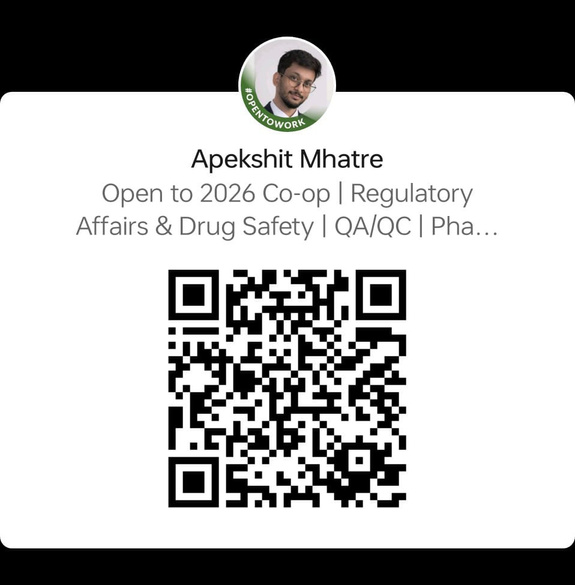 #OPENTOWORK
Apekshit Mhatre
Open to 2026 Co-op | Regulatory
Affairs & Drug Safety | QA/QC | Pha...